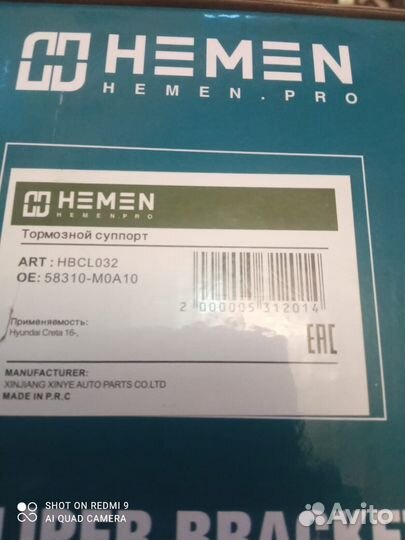 HEMEN
HEMEN.PRO
HEMEN
HEMENPRO
Тормозной суппорт
ART : HBCL032
OE: 58310-M0A10
2 000005 312014
Применяемость:
Hyundai Creta 16-,
EAC
MANUFACTURER:
XINJIANG XINYE AUTO PARTS CO.LTD
MADE IN P.R.C
SHOT ON REDMI 9
AI QUAD CAMERA
Avito